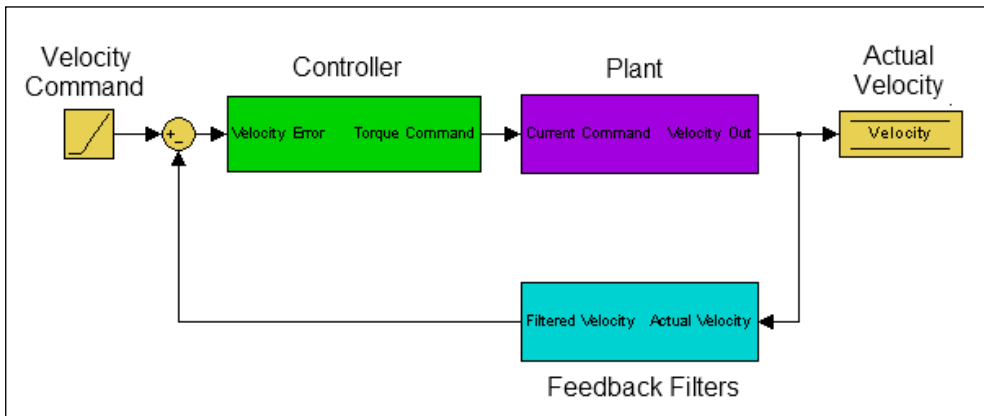 Velocity
Command
Controller
Plant
Actual
Velocity
+
−
Velocity Error
Torque Command
Current Command
Velocity Out
Velocity
Filtered Velocity
Actual Velocity
Feedback Filters